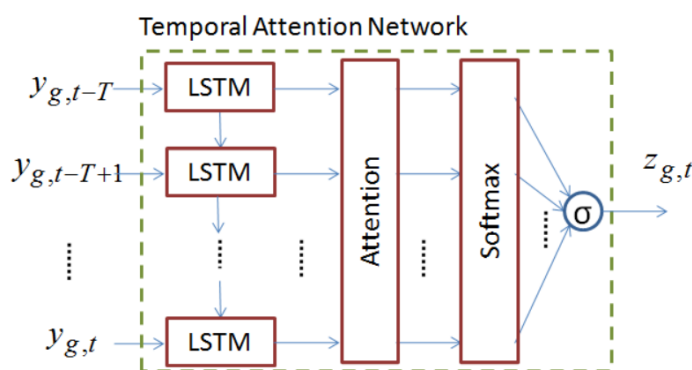 Temporal Attention Network
y_{g,t-T} LSTM
y_{g,t-T+1} LSTM
Attention
Softmax
σ z_{g,t}
y_{g,t} LSTM